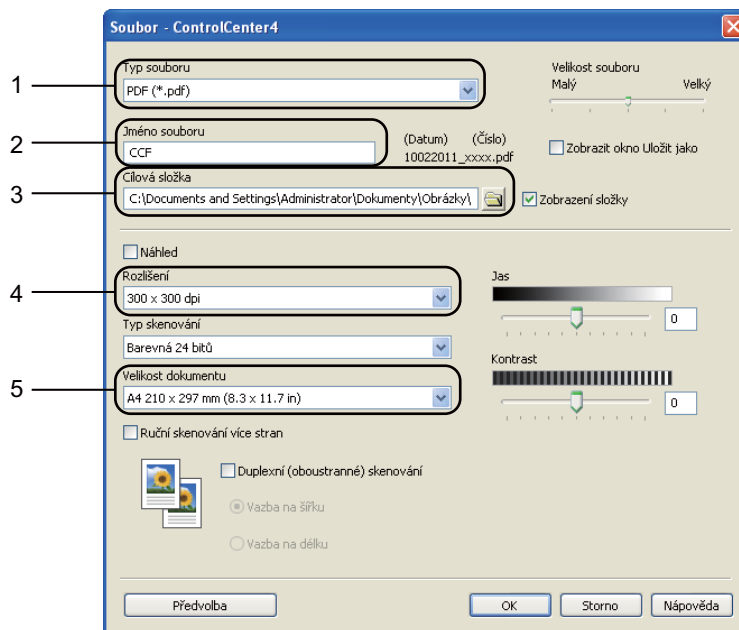 Soubor - ControlCenter4
1
Typ souboru
PDF (*.pdf)
Velikost souboru
Malý Velký
2
Jméno souboru
CCF
(Datum) (Číslo)
10022011_xxxx.pdf
Zobrazit okno Uložit jako
3
Cílová složka
C:\Documents and Settings\Administrator\Dokumenty\Obrázky\
Zobrazení složky
Náhled
4
Rozlišení
300 x 300 dpi
Jas
0
Typ skenování
Barevná 24 bitů
Kontrast
0
5
Velikost dokumentu
A4 210 x 297 mm (8.3 x 11.7 in)
Ruční skenování více stran
Duplexní (oboustranné) skenování
Vazba na šířku
Vazba na délku
Předvolba OK Storno Nápověda